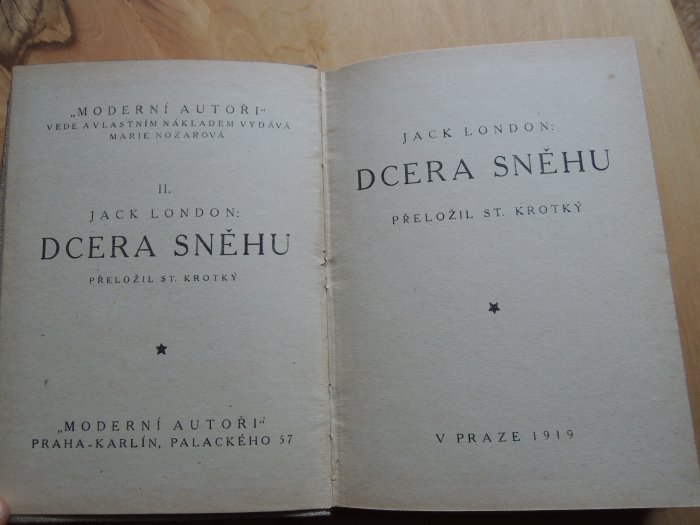 „MODERNÍ AUTOŘI“
VEDE A VLASTNÍM NÁKLADEM VYDÁVÁ
MARIE NOZAROVÁ
II.
JACK LONDON:
DCERA SNĚHU
PŘELOŽIL ST. KROTKÝ
„MODERNÍ AUTOŘI“
PRAHA-KARLÍN, PALACKÉHO 57
JACK LONDON:
DCERA SNĚHU
PŘELOŽIL ST. KROTKÝ
V PRAZE 1919